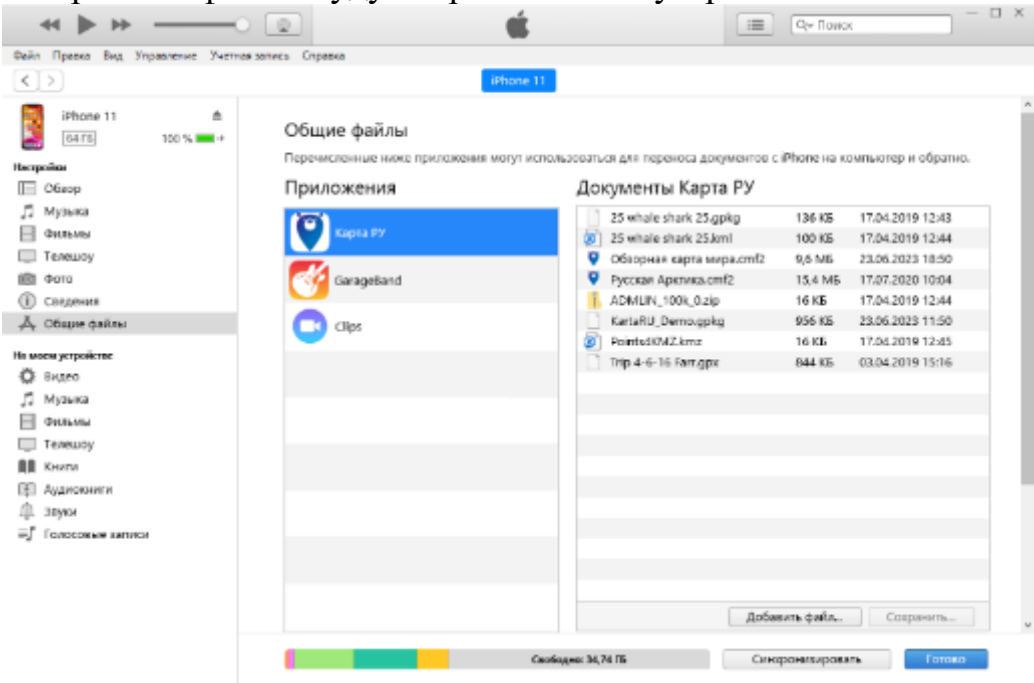 Поиск
Файл Правка Вид Управление Учетная запись Справка
iPhone 11
iPhone 11
64 ГБ 100 %
Настройки
Обзор
Музыка
Фильмы
Телешоу
Фото
Сведения
Общие файлы
На моем устройстве
Видео
Музыка
Фильмы
Телешоу
Книги
Аудиокниги
Звуки
Голосовые записи
Общие файлы
Перечисленные ниже приложения могут использоваться для переноса документов с iPhone на компьютер и обратно.
Приложения
Карта РУ
GarageBand
Clips
Документы Карта РУ
25 whale shark 25.gpkg 136 КБ 17.04.2019 12:43
25 whale shark 25.kml 100 КБ 17.04.2019 12:44
Обзорная карта мира.cmf2 9,6 МБ 23.06.2023 18:50
Русская Арктика.cmf2 15,4 МБ 17.07.2020 10:04
ADMLIN_100k_0.zip 16 КБ 17.04.2019 12:44
KartaRU_Demo.gpkg 956 КБ 23.06.2023 11:50
Points4KMZ.kmz 16 КБ 17.04.2019 12:45
Trip 4-6-16 Farr.gpx 844 КБ 03.04.2019 15:16
Добавить файл... Сохранить...
Свободно: 34,74 ГБ Синхронизировать Готово